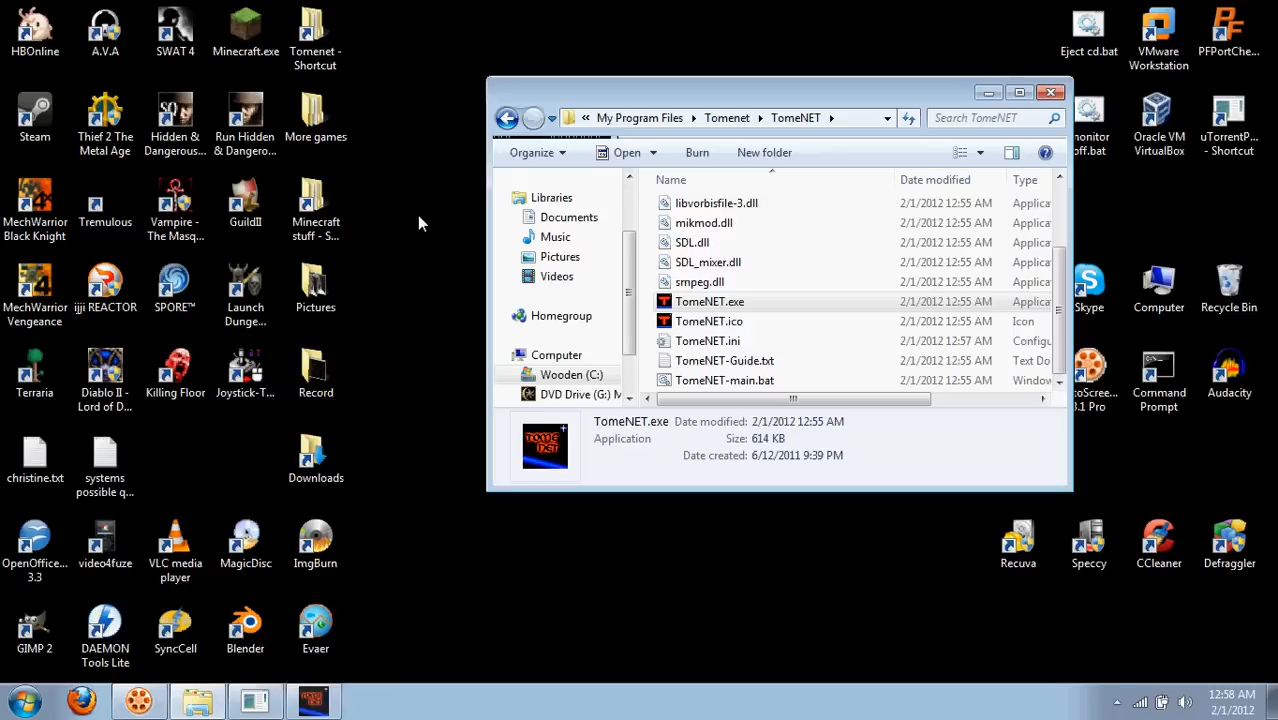 HBOnline
A.V.A
SWAT 4
Minecraft.exe
Tomenet -
Shortcut
Steam
Thief 2 The
Metal Age
Hidden &
Dangerous...
Run Hidden
& Dangero...
More games
MechWarrior
Black Knight
Tremulous
Vampire -
The Masq...
GuildII
Minecraft
stuff - S...
MechWarrior
Vengeance
ijji REACTOR
SPORE™
Launch
Dunge...
Pictures
Terraria
Diablo II -
Lord of D...
Killing Floor
Joystick-T...
Record
christine.txt
systems
possible q...
Downloads
OpenOffice...
3.3
video4fuze
VLC media
player
MagicDisc
ImgBurn
GIMP 2
DAEMON
Tools Lite
SyncCell
Blender
Evaer
My Program Files
Tomenet
TomeNET
Search TomeNET
Organize
Open
Burn
New folder
Libraries
Documents
Music
Pictures
Videos
Homegroup
Computer
Wooden (C:)
DVD Drive (G:) M
Name
Date modified
Type
libvorbisfile-3.dll 2/1/2012 12:55 AM Applica
mikmod.dll 2/1/2012 12:55 AM Applica
SDL.dll 2/1/2012 12:55 AM Applica
SDL_mixer.dll 2/1/2012 12:55 AM Applica
smpeg.dll 2/1/2012 12:55 AM Applica
TomeNET.exe 2/1/2012 12:55 AM Applica
TomeNET.ico 2/1/2012 12:55 AM Icon
TomeNET.ini 2/1/2012 12:57 AM Configu
TomeNET-Guide.txt 2/1/2012 12:55 AM Text Do
TomeNET-main.bat 2/1/2012 12:55 AM Window
TOME
NET
TomeNET.exe Date modified: 2/1/2012 12:55 AM
Application Size: 614 KB
Date created: 6/12/2011 9:39 PM
Eject cd.bat
VMware
Workstation
PFPortChe...
monitor
off.bat
Oracle VM
VirtualBox
uTorrentP...
- Shortcut
Skype
Computer
Recycle Bin
3.1 Pro
Command
Prompt
Audacity
Recuva
Speccy
CCleaner
Defraggler
12:58 AM
2/1/2012